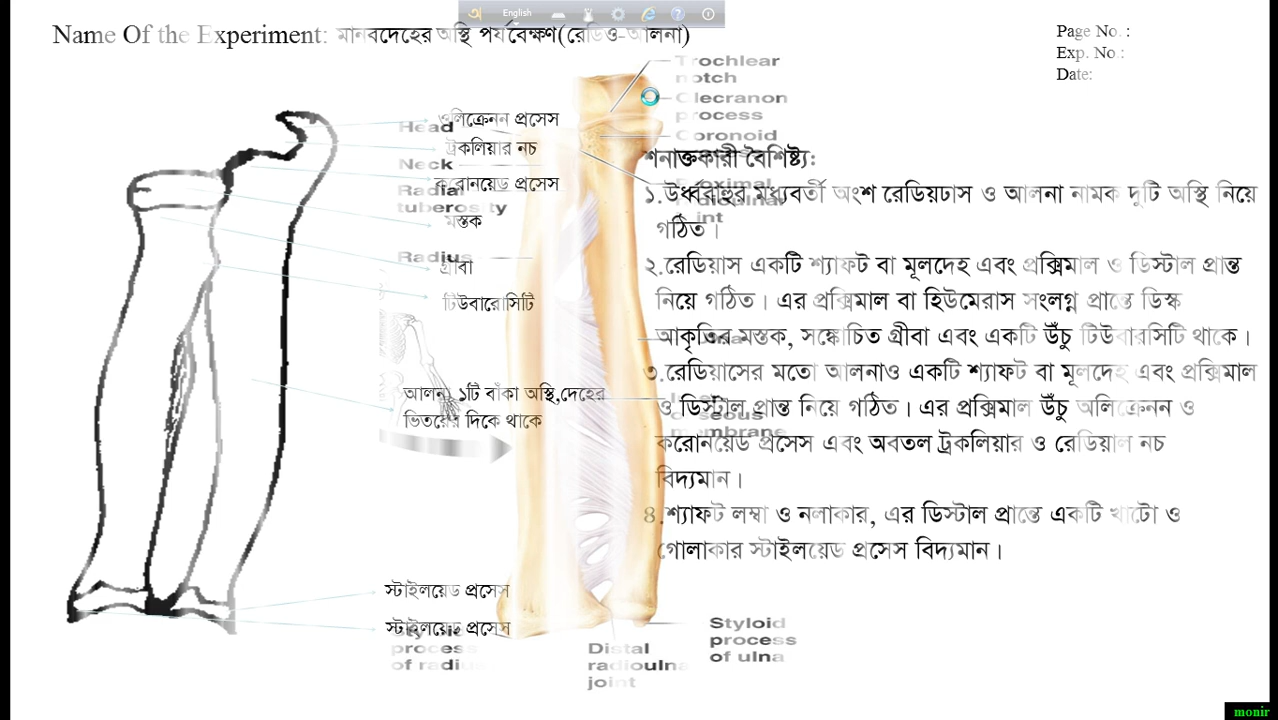 English
Name Of the Experiment: মানবদেহের অস্থি পর্যবেক্ষণ(রেডিও-আলনা)
Page No. :
Exp. No.:
Date:
Trochlear
notch
Olecranon
process
Coronoid
ওলিক্রেনন প্রসেস
Head
ট্রকলিয়ার নচ
Neck
করোনয়েড প্রসেস
Radial
tuberosity
মস্তক
Radius
গ্রীবা
টিউবারোসিটি
আলনা ১টি বাঁকা অস্থি,দেহের
ভিতরের দিকে থাকে
স্টাইলয়েড প্রসেস
স্টাইলয়েড প্রসেস
process
of radius
Distal
radioulnar
joint
Styloid
process
of ulna
শনাক্তকারী বৈশিষ্ট্য:
১.উর্ধ্ববাহুর মধ্যবর্তী অংশ রেডিয়াস ও আলনা নামক দুটি অস্থি নিয়ে
গঠিত।
২.রেডিয়াস একটি শ্যাফট বা মূলদেহ এবং প্রক্সিমাল ও ডিস্টাল প্রান্ত
নিয়ে গঠিত। এর প্রক্সিমাল বা হিউমেরাস সংলগ্ন প্রান্তে ডিস্ক
আকৃতির মস্তক, সঙ্কোচিত গ্রীবা এবং একটি উঁচু টিউবারসিটি থাকে।
৩.রেডিয়াসের মতো আলনাও একটি শ্যাফট বা মূলদেহ এবং প্রক্সিমাল
ও ডিস্টাল প্রান্ত নিয়ে গঠিত। এর প্রক্সিমাল উঁচু অলিক্রেনন ও
করোনয়েড প্রসেস এবং অবতল ট্রকলিয়ার ও রেডিয়াল নচ
বিদ্যমান।
৪.শ্যাফট লম্বা ও নলাকার, এর ডিস্টাল প্রান্তে একটি খাটো ও
গোলাকার স্টাইলয়েড প্রসেস বিদ্যমান।
monir